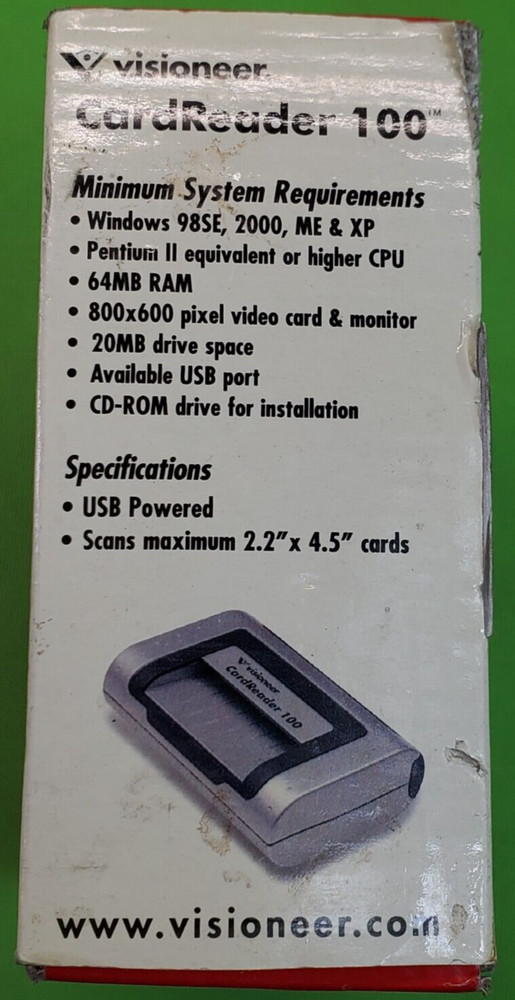 visioneer
CardReader 100™
Minimum System Requirements
• Windows 98SE, 2000, ME & XP
• Pentium II equivalent or higher CPU
• 64MB RAM
• 800x600 pixel video card & monitor
• 20MB drive space
• Available USB port
• CD-ROM drive for installation
Specifications
• USB Powered
• Scans maximum 2.2″x 4.5″ cards
visioneer
CardReader 100
www.visioneer.com